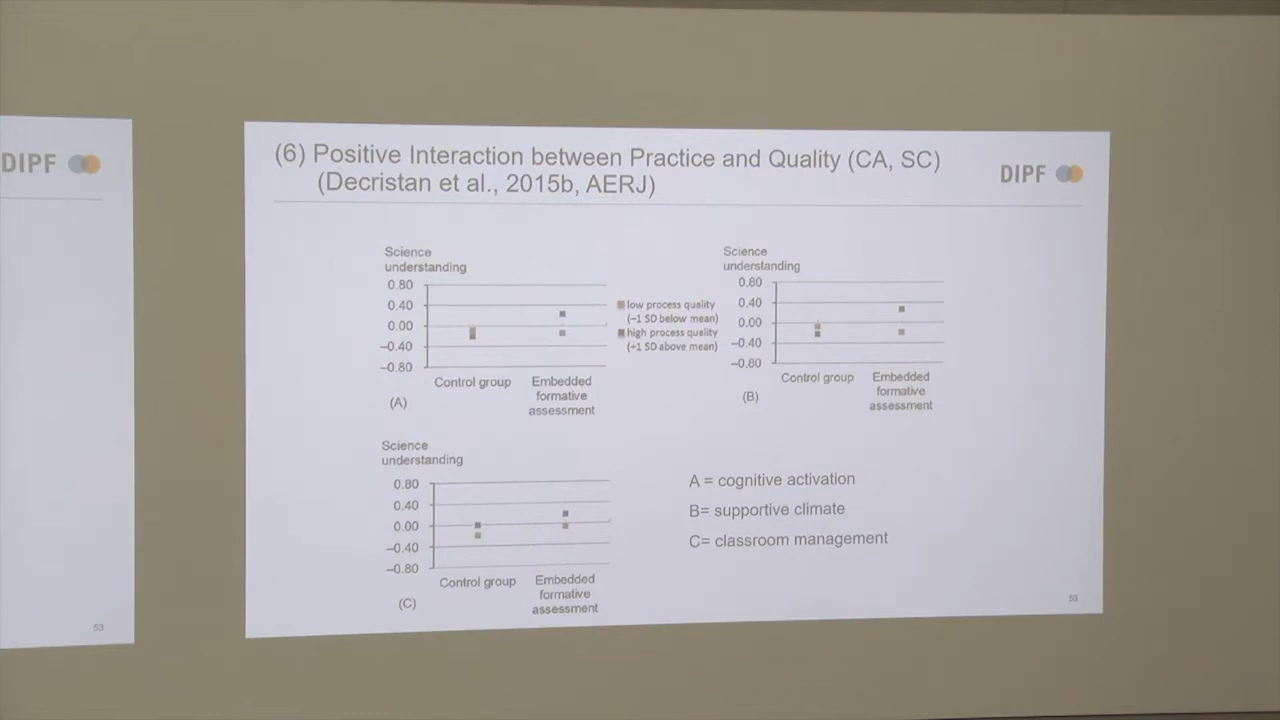 DIPF
53
(6) Positive Interaction between Practice and Quality (CA, SC)
(Decristan et al., 2015b, AERJ)
DIPF
Science
understanding
0.80
0.40
0.00
–0.40
–0.80
Control group
Embedded
formative
assessment
(A)
low process quality
(–1 SD below mean)
high process quality
(+1 SD above mean)
Science
understanding
0.80
0.40
0.00
–0.40
–0.80
Control group
Embedded
formative
assessment
(B)
Science
understanding
0.80
0.40
0.00
–0.40
–0.80
Control group
Embedded
formative
assessment
(C)
A = cognitive activation
B= supportive climate
C= classroom management
53